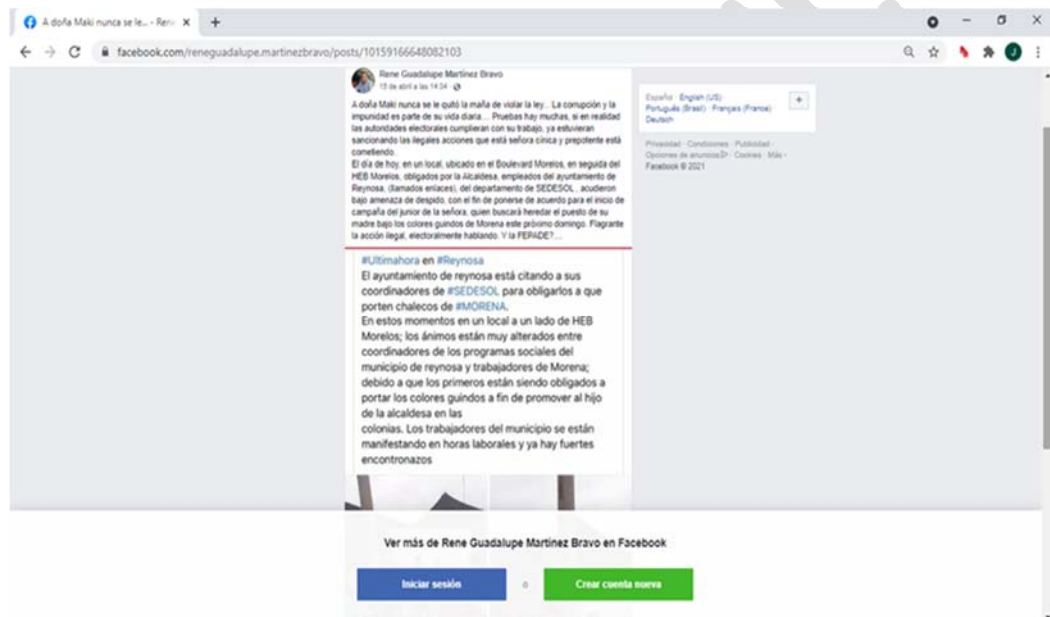 A doña Maki nunca se le... - Rene
facebook.com/reneguadalupe.martinezbravo/posts/10159166648082103
J
Rene Guadalupe Martínez Bravo
15 de abril a las 14:34
A doña Maki nunca se le quitó la maña de violar la ley... La corrupción y la
impunidad es parte de su vida diaria.... Pruebas hay muchas, si en realidad
las autoridades electorales cumplieran con su trabajo, ya estuvieran
sancionando las ilegales acciones que está señora cínica y prepotente está
cometiendo.
El día de hoy, en un local, ubicado en el Boulevard Morelos, en seguida del
HEB Morelos, obligados por la Alcaldesa, empleados del ayuntamiento de
Reynosa, (llamados enlaces), del departamento de SEDESOL , acudieron
bajo amenaza de despido, con el fin de ponerse de acuerdo para el inicio de
campaña del junior de la señora, quien buscará heredar el puesto de su
madre bajo los colores guindos de Morena este próximo domingo. Flagrante
la acción ilegal, electoralmente hablando. Y la FEPADE?....
#Ultimahora en #Reynosa
El ayuntamiento de reynosa está citando a sus
coordinadores de #SEDESOL para obligarlos a que
porten chalecos de #MORENA.
En estos momentos en un local a un lado de HEB
Morelos; los ánimos están muy alterados entre
coordinadores de los programas sociales del
municipio de reynosa y trabajadores de Morena;
debido a que los primeros están siendo obligados a
portar los colores guindos a fin de promover al hijo
de la alcaldesa en las
colonias. Los trabajadores del municipio se están
manifestando en horas laborales y ya hay fuertes
encontronazos
Español · English (US) ·
Português (Brasil) · Français (France) ·
Deutsch
Privacidad · Condiciones · Publicidad ·
Opciones de anuncios · Cookies · Más ·
Facebook © 2021
Ver más de Rene Guadalupe Martínez Bravo en Facebook
Iniciar sesión
o
Crear cuenta nueva